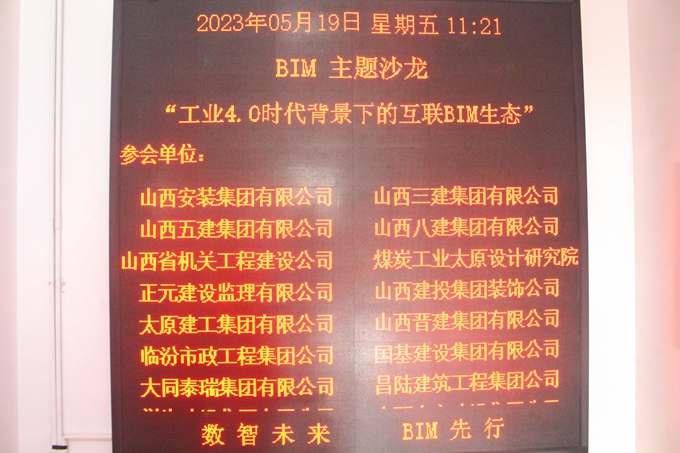 2023年05月19日 星期五 11:21
BIM 主题沙龙
“工业4.0时代背景下的互联BIM生态”
参会单位:
山西安装集团有限公司 山西三建集团有限公司
山西五建集团有限公司 山西八建集团有限公司
山西省机关工程建设公司 煤炭工业太原设计研究院
正元建设监理有限公司 山西建投集团装饰公司
太原建工集团有限公司 山西晋建集团有限公司
临汾市政工程集团公司 国基建设集团有限公司
大同泰瑞集团有限公司 昌陆建筑工程集团公司
数智未来 BIM先行